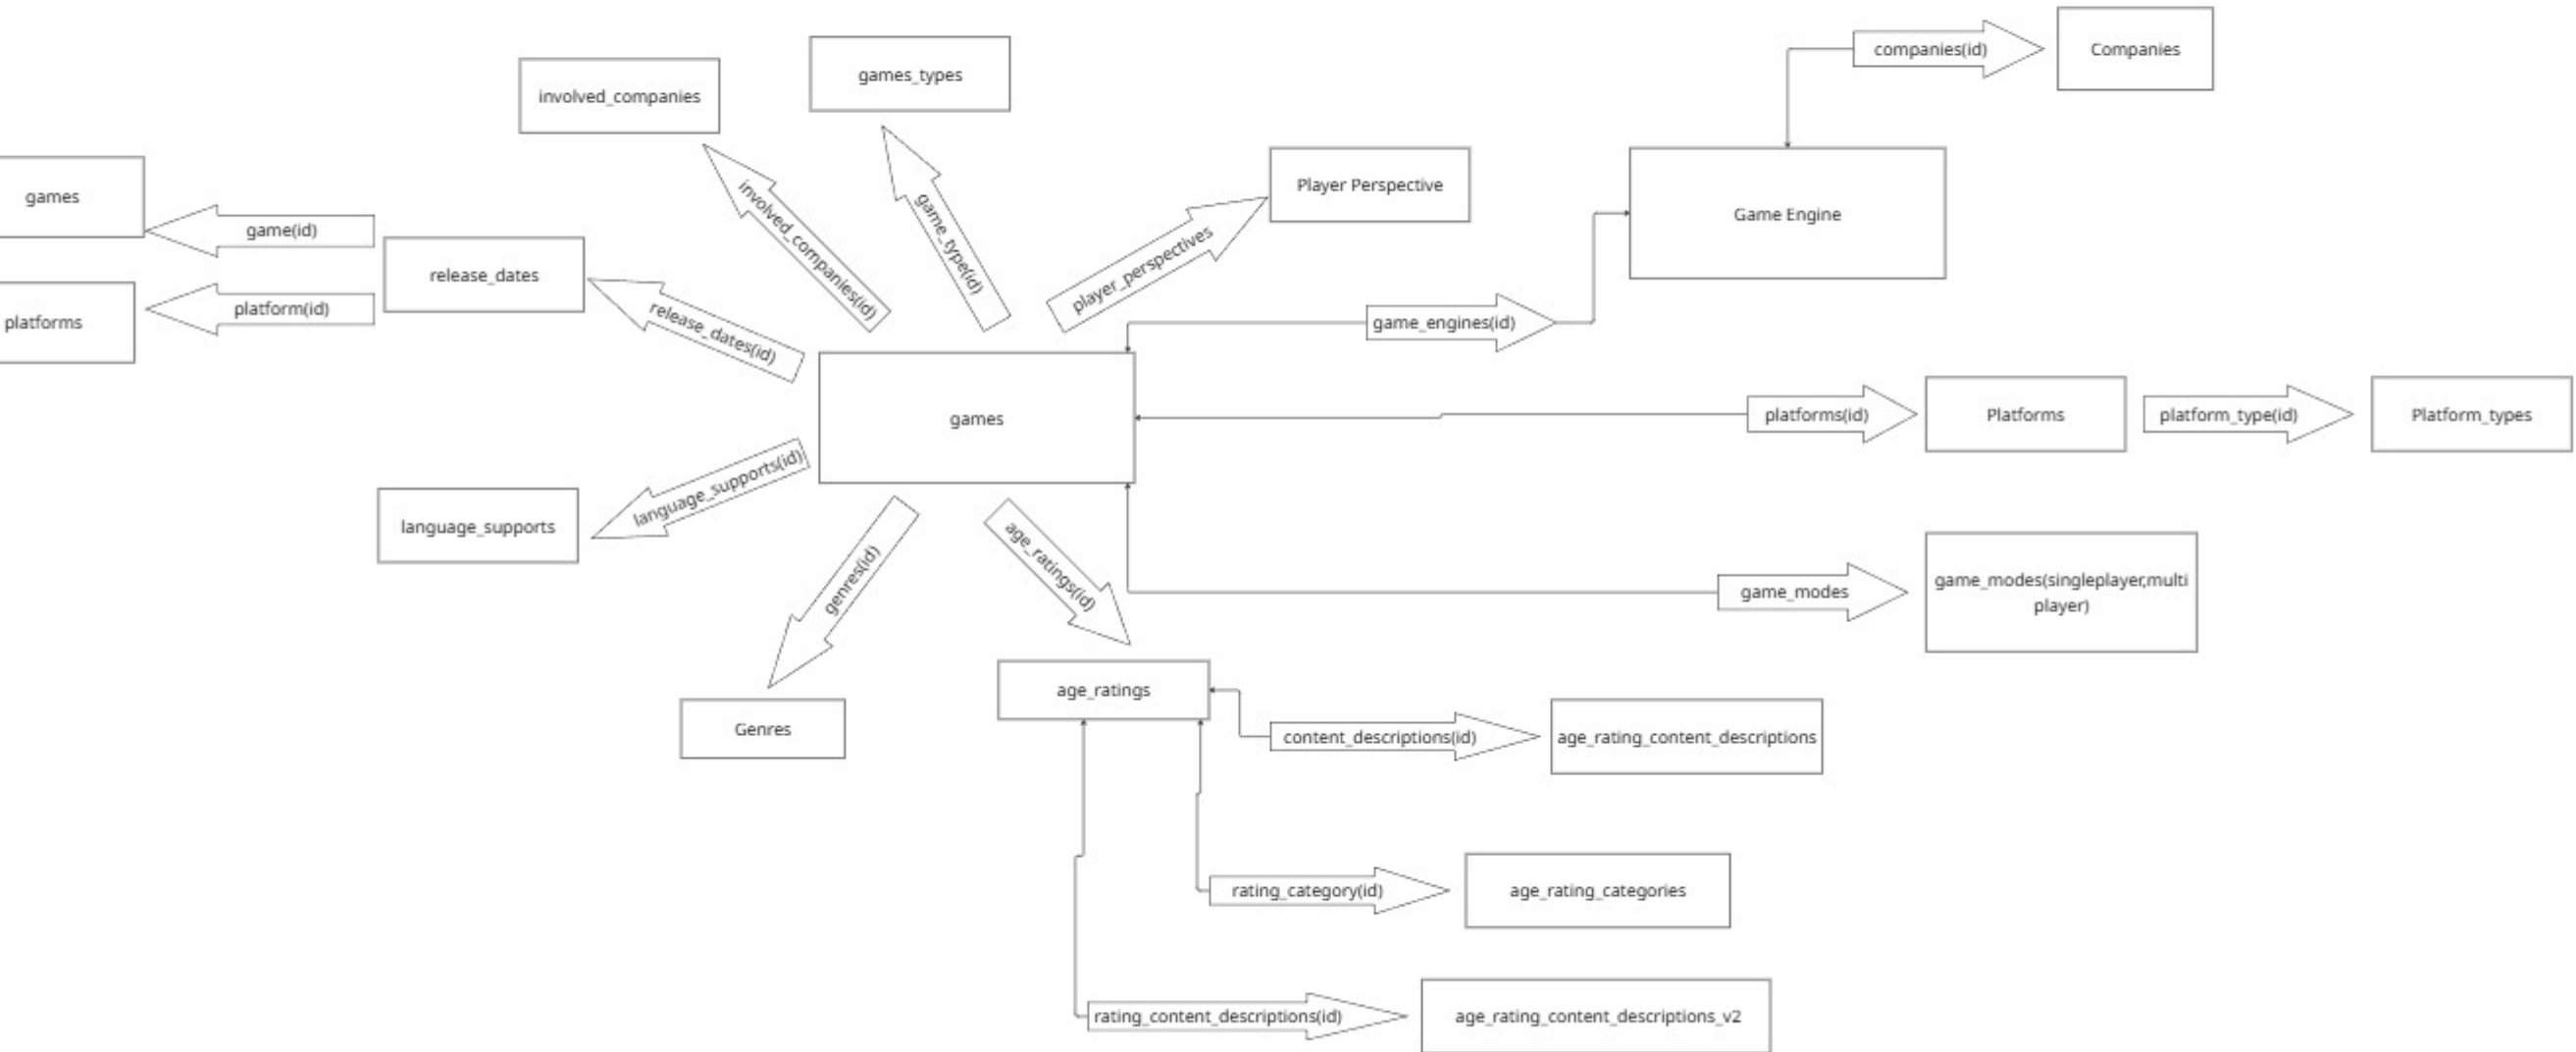 companies(id)
Companies
games_types
involved_companies
Player Perspective
games
game(id)
involved_companies(id)
game_type(id)
player_perspectives
Game Engine
release_dates
platforms
platform(id)
release_dates(id)
game_engines(id)
games
platforms(id)
Platforms
platform_type(id)
Platform_types
language_supports(id)
language_supports
genres(id)
age_ratings(id)
game_modes
game_modes(singleplayer,multi
player)
age_ratings
Genres
content_descriptions(id)
age_rating_content_descriptions
rating_category(id)
age_rating_categories
rating_content_descriptions(id)
age_rating_content_descriptions_v2